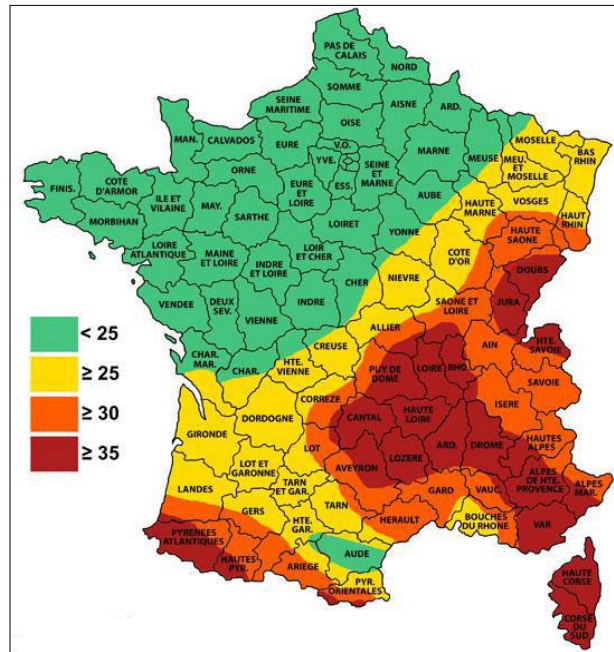 PAS DE
CALAIS
NORD
SOMME
SEINE
MARITIME
AISNE
ARD.
OISE
MAN.
CALVADOS
EURE
V.O.
YVE.
ESS.
SEINE
ET
MARNE
MARNE
MEUSE
MOSELLE
MEU.
ET
MOSELLE
BAS
RHIN
FINIS.
COTE
D'ARMOR
MORBIHAN
ILE ET
VILAINE
MAY.
ORNE
SARTHE
EURE
ET
LOIRE
LOIRET
AUBE
HAUTE
MARNE
VOSGES
HAUT
RHIN
YONNE
LOIRE
ATLANTIQUE
MAINE
ET LOIRE
INDRE
ET LOIRE
LOIR
ET CHER
CHER
NIEVRE
COTE
D'OR
HAUTE
SAONE
DOUBS
JURA
VENDEE
DEUX
SEV.
VIENNE
INDRE
SAONE ET
LOIRE
ALLIER
CREUSE
HTE.
VIENNE
CHAR.
MAR.
CHAR.
AIN
HTE.
SAVOIE
SAVOIE
PUY DE
DOME
LOIRE
RHO.
ISERE
CORREZE
DORDOGNE
GIRONDE
CANTAL
HAUTE
LOIRE
ARD.
DROME
HAUTES
ALPES
LOT
LOT ET
GARONNE
AVEYRON
LOZERE
LANDES
TARN
ET GAR.
TARN
GARD
VAUC.
ALPES
DE HTE.
PROVENCE
ALPES
MAR.
GERS
HTE.
GAR.
HERAULT
BOUCHES
DU RHONE
VAR
PYRENEES
ATLANTIQUES
HAUTES
PYR.
ARIEGE
AUDE
PYR.
ORIENTALES
HAUTE
CORSE
CORSE
DU
SUD
< 25
≥ 25
≥ 30
≥ 35